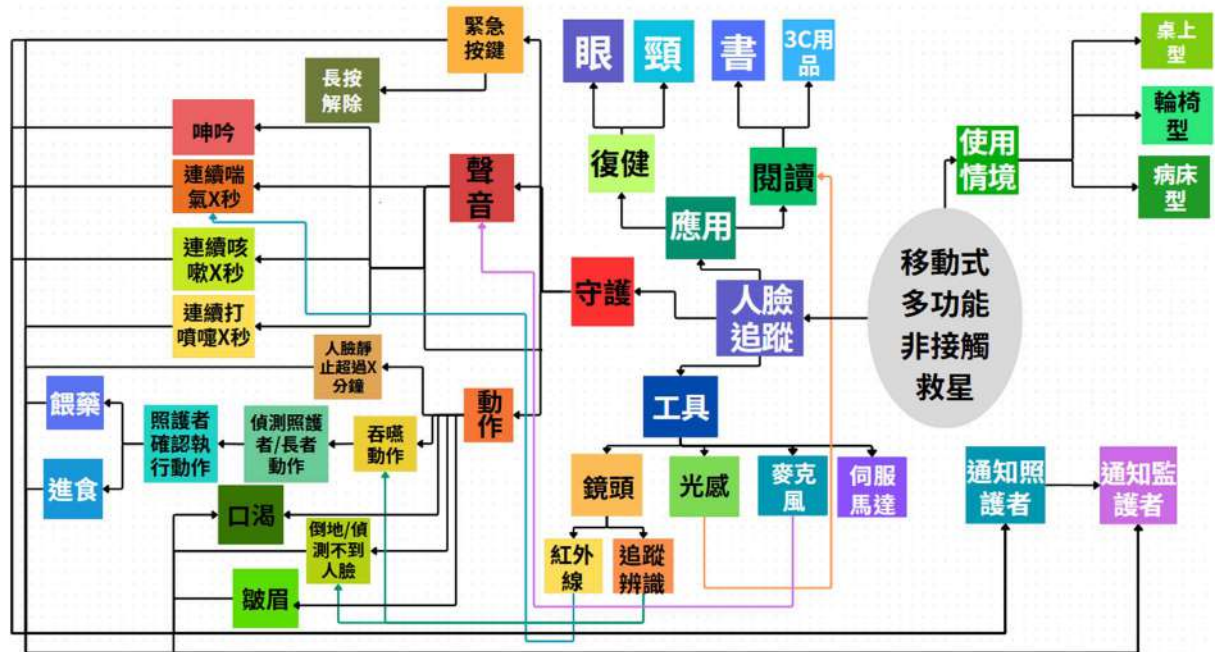 緊急
按鍵
長按
解除
眼
頸
書
3C用
品
桌上
型
輪椅
型
病床
型
使用
情境
呻吟
連續喘
氣X秒
連續咳
嗽X秒
連續打
噴嚏X秒
聲
音
復健
閱讀
應用
守護
人臉
追蹤
移動式
多功能
非接觸
救星
人臉靜
止超過X
分鐘
餵藥
進食
照護者
確認執
行動作
偵測照護
者/長者
動作
吞嚥
動作
動
作
口渴
倒地/偵
測不到
人臉
皺眉
工具
鏡頭
光感
麥克
風
伺服
馬達
紅外
線
追蹤
辨識
通知照
護者
通知監
護者